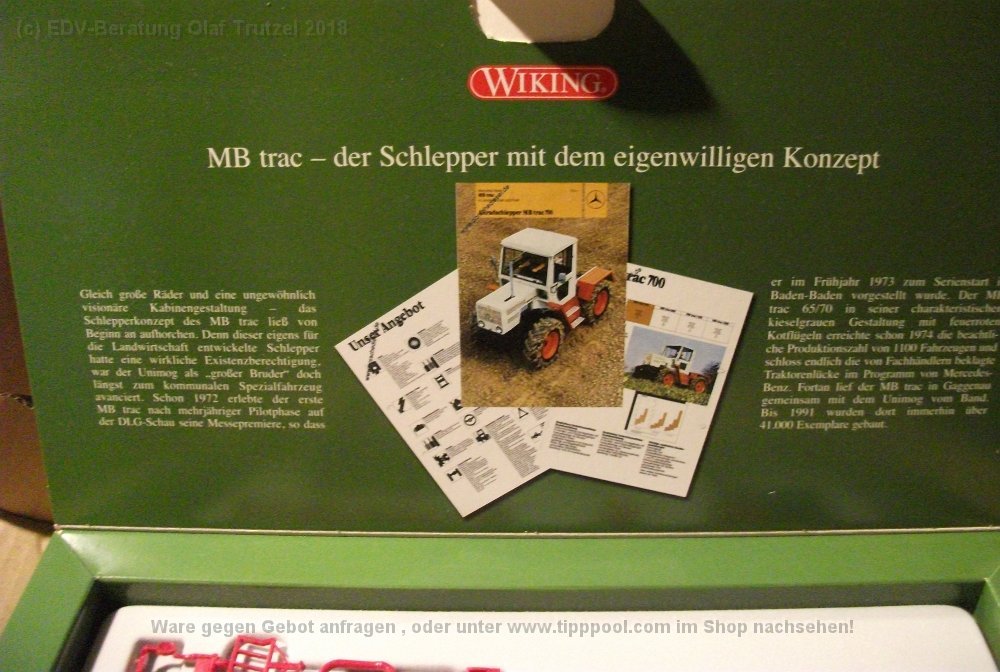 (c) EDV-Beratung Olaf Trutzel 2018
WIKING
MB trac – der Schlepper mit dem eigenwilligen Konzept
Gleich große Räder und eine ungewöhnlich
visionäre Kabinengestaltung – das
Schlepperkonzept des MB trac ließ von
Beginn an aufhorchen. Denn dieser eigens für
die Landwirtschaft entwickelte Schlepper
hatte eine wirkliche Existenzberechtigung,
war der Unimog als „großer Bruder" doch
längst zum kommunalen Spezialfahrzeug
avanciert. Schon 1972 erlebte der erste
MB trac nach mehrjähriger Pilotphase auf
der DLG-Schau seine Messepremiere, so dass
MB trac
Allradschlepper MB trac 700
Unser Angebot
trac 700
er im Frühjahr 1973 zum Serienstart
Baden-Baden vorgestellt wurde. Der MB
trac 65/70 in seiner charakteristischen
kieselgrauen Gestaltung mit feuerroten
Kotflügeln erreichte schon 1974 die beacht-
che Produktionszahl von 1100 Fahrzeugen und
schloss endlich die von Fachhändlern beklagte
Traktorenlücke im Programm von Mercedes-
Benz. Fortan lief der MB trac in Gaggenau
gemeinsam mit dem Unimog vom Band.
Bis 1991 wurden dort immerhin über
41.000 Exemplare gebaut.
Ware gegen Gebot anfragen , oder unter www.tipppool.com im Shop nachsehen!